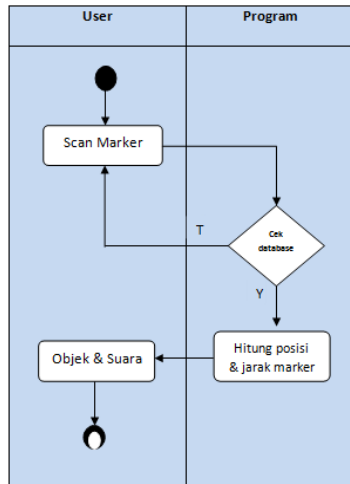 User
Program
Scan Marker
Cek
database
T
Y
Hitung posisi
& jarak marker
Objek & Suara